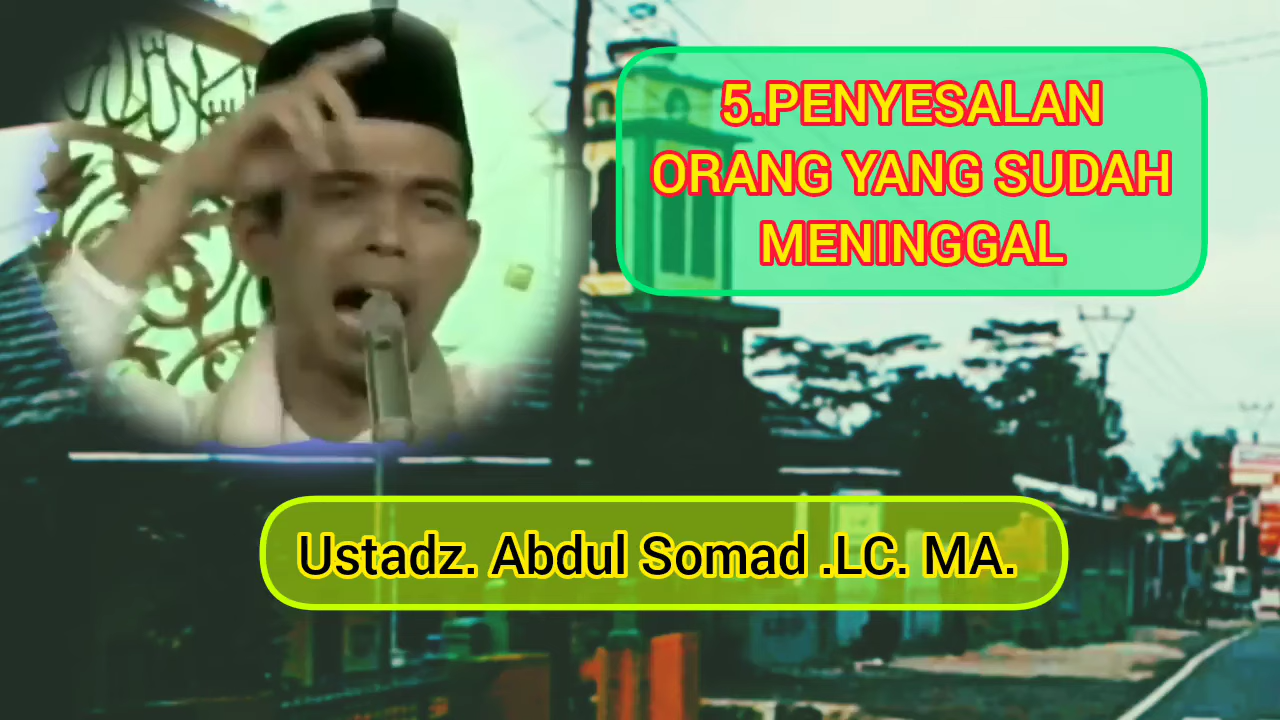 5.PENYESALAN
ORANG YANG SUDAH
MENINGGAL
Ustadz. Abdul Somad .LC. MA.